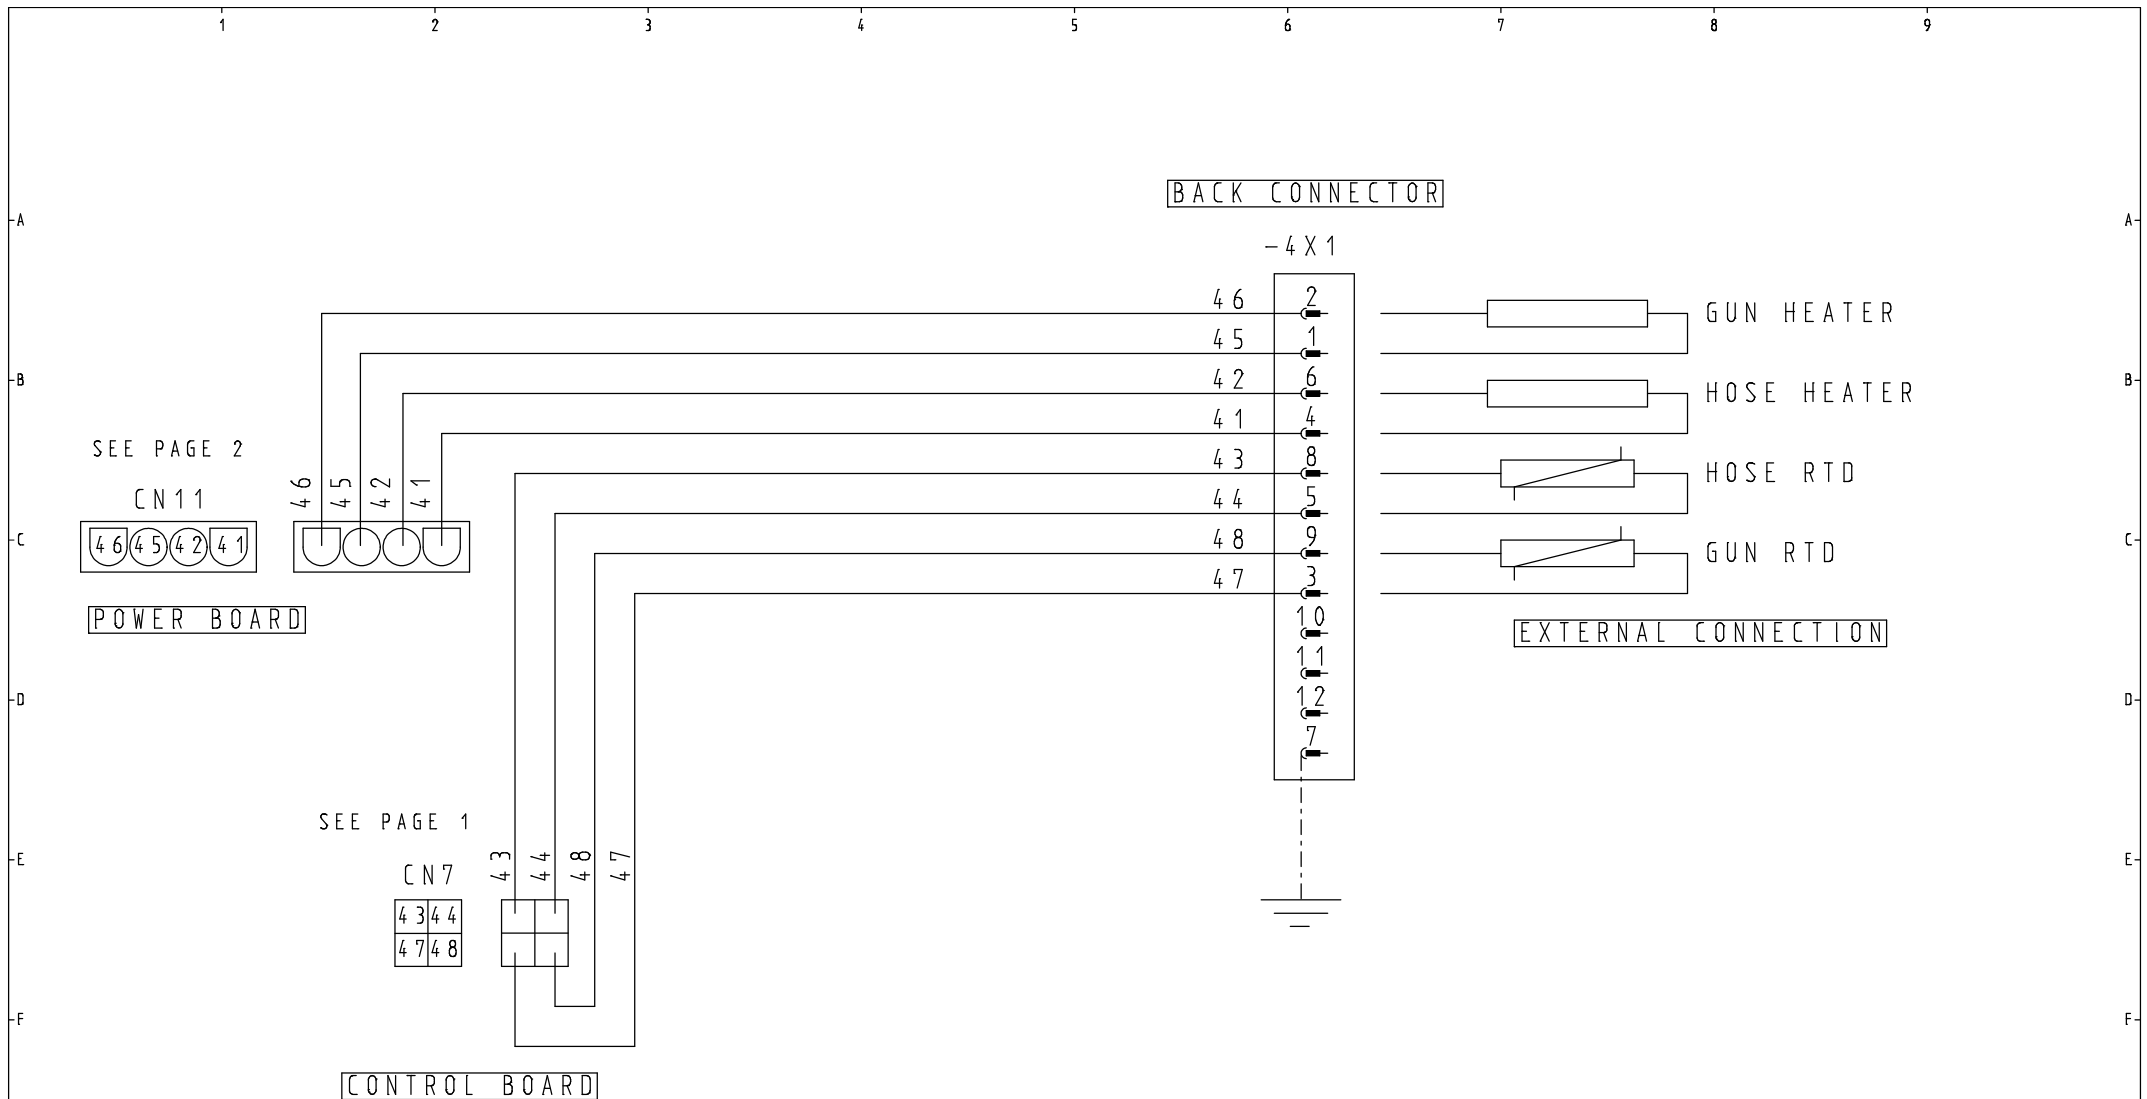 1 2 3 4 5 6 7 8 9
BACK CONNECTOR
A A
-4X1
46 2 GUN HEATER
45 1
42 6 HOSE HEATER
B B
41 4
SEE PAGE 2
43 8 HOSE RTD
46 45 42 41
CN11
44 5
46 45 42 41
C C
48 9 GUN RTD
47 3
POWER BOARD
10
EXTERNAL CONNECTION
11
D D
12
7
SEE PAGE 1
43 44 48 47
E E
CN7
43 44
47 48
F F
CONTROL BOARD